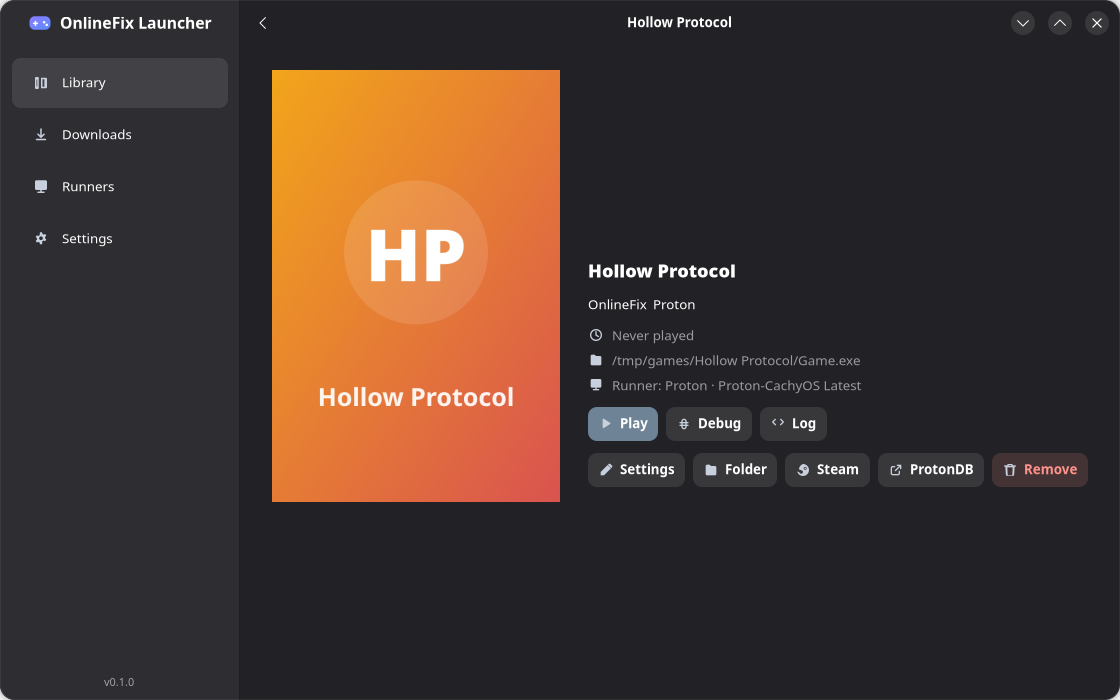 OnlineFix Launcher
Hollow Protocol
Library
Downloads
Runners
Settings
HP
Hollow Protocol
Hollow Protocol
OnlineFix Proton
Never played
/tmp/games/Hollow Protocol/Game.exe
Runner: Proton · Proton-CachyOS Latest
Play Debug Log
Settings Folder Steam ProtonDB Remove
v0.1.0